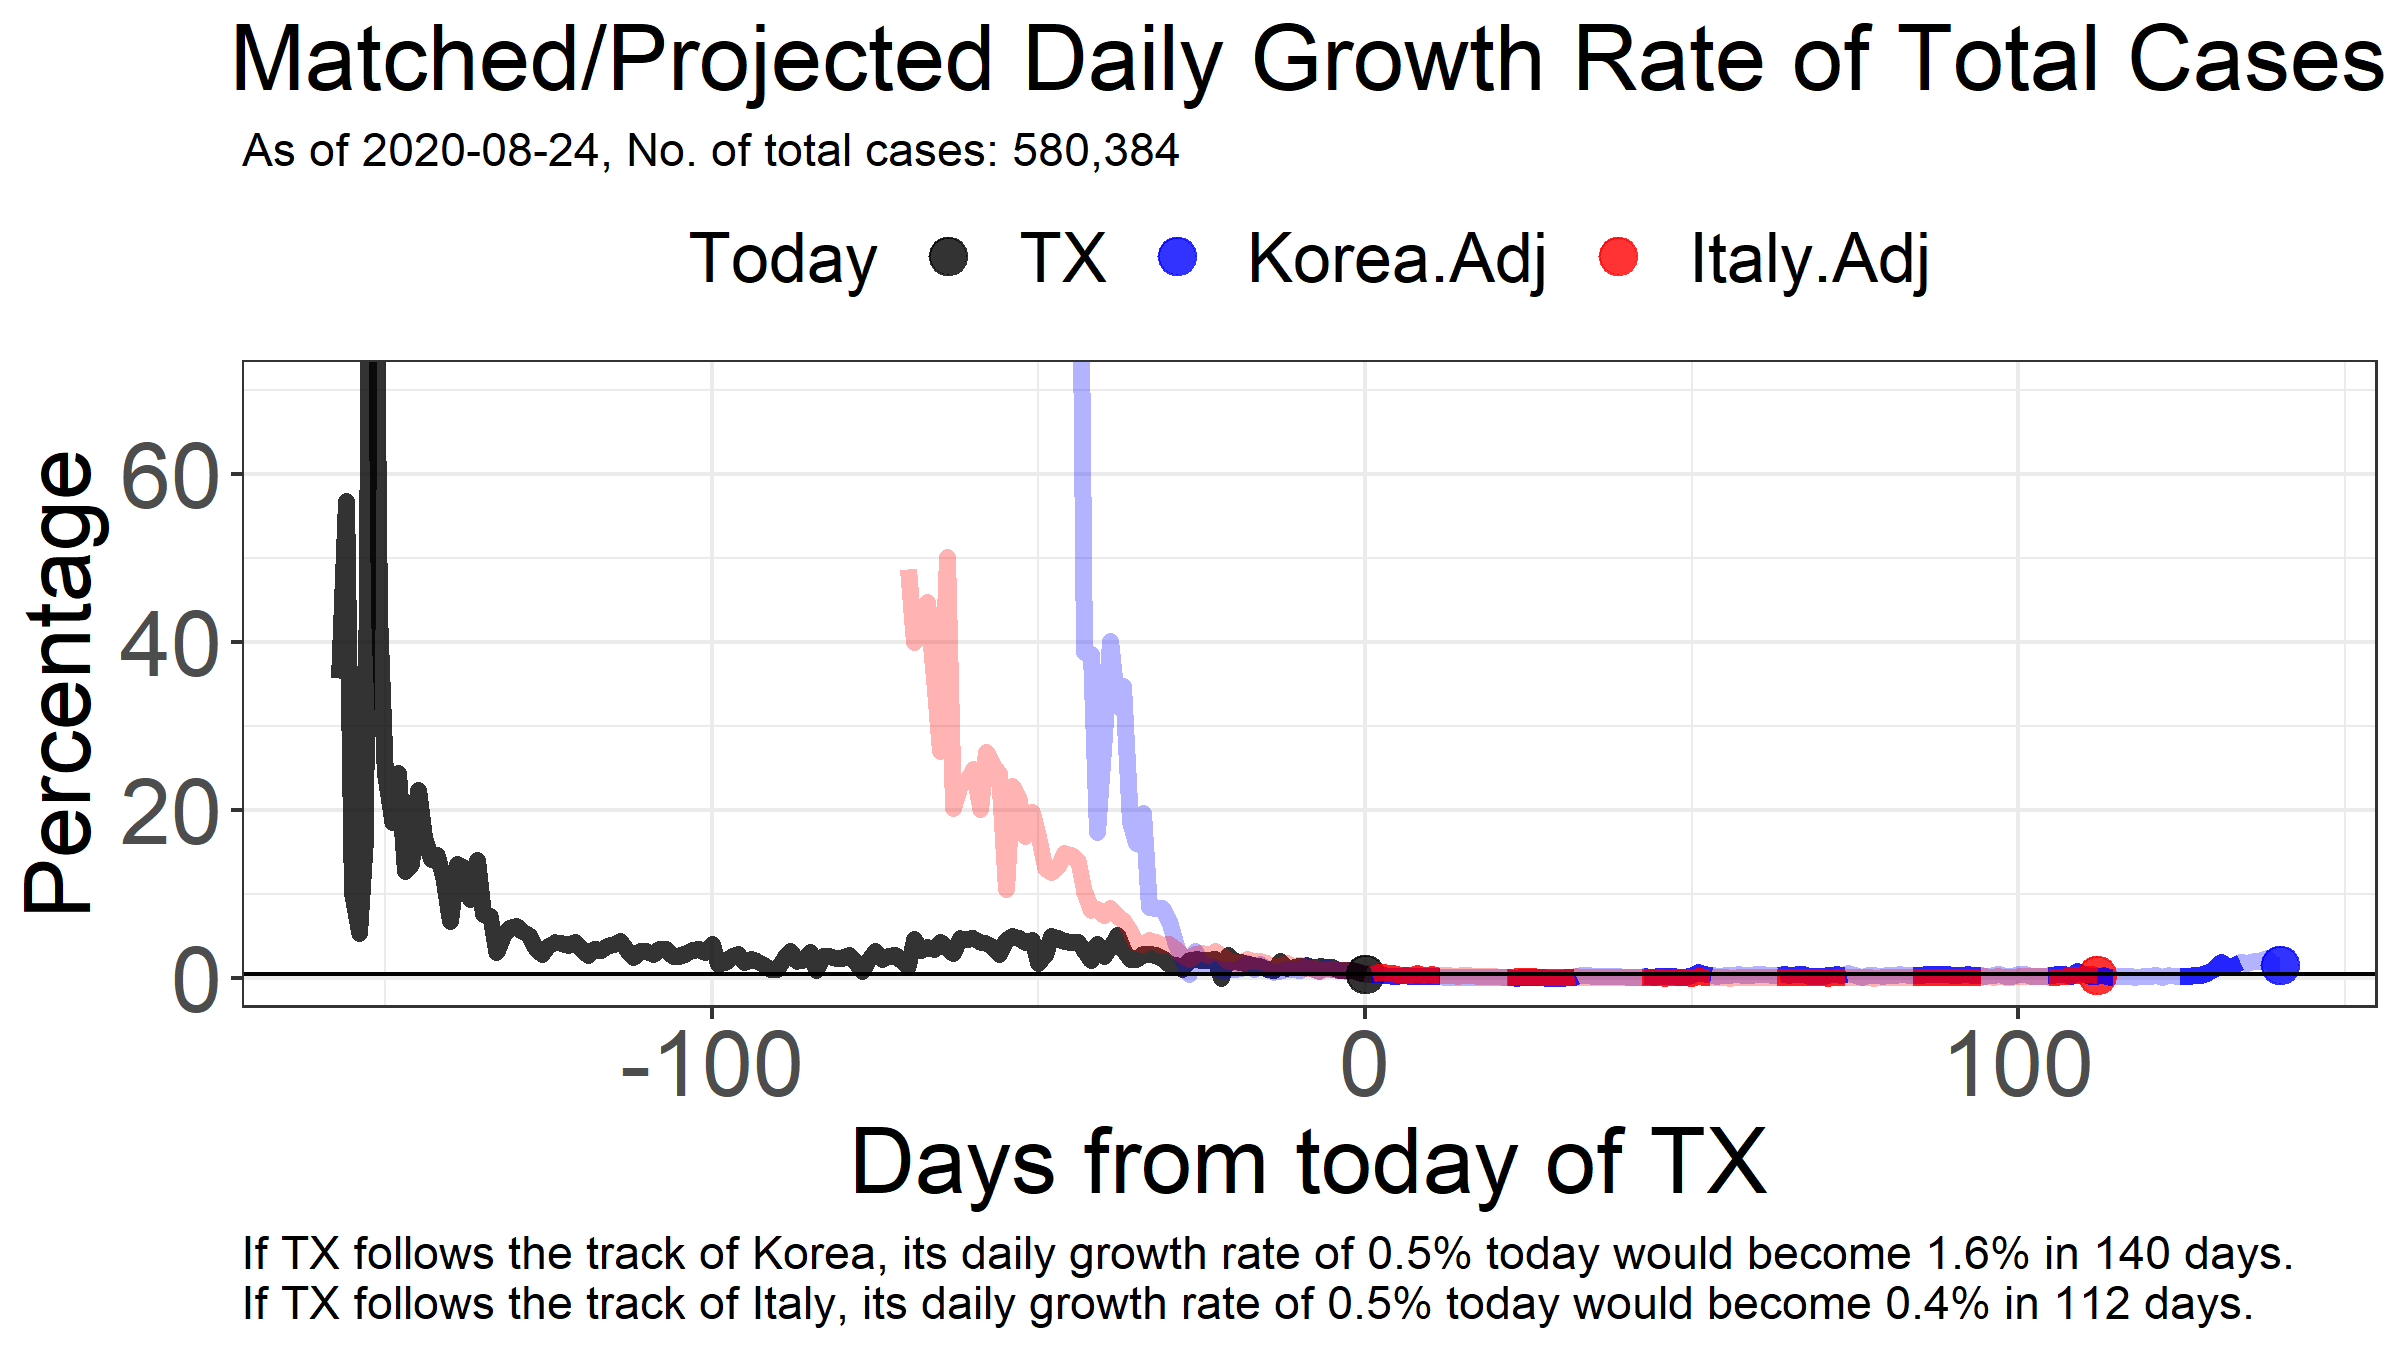 Matched/Projected Daily Growth Rate of Total Cases
As of 2020-08-24, No. of total cases: 580,384
Today TX Korea.Adj Italy.Adj
Percentage
60
40
20
0
-100 0 100
Days from today of TX
If TX follows the track of Korea, its daily growth rate of 0.5% today would become 1.6% in 140 days.
If TX follows the track of Italy, its daily growth rate of 0.5% today would become 0.4% in 112 days.